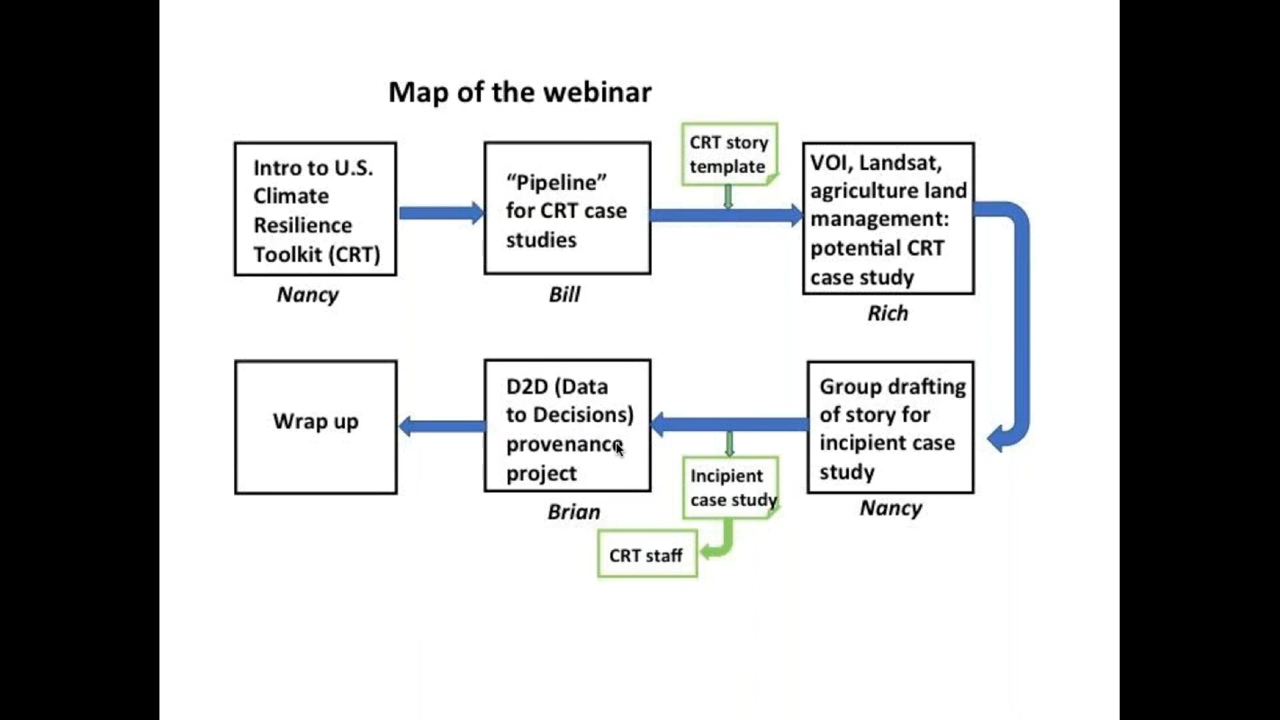 Map of the webinar
Intro to U.S.
Climate
Resilience
Toolkit (CRT)
Nancy
“Pipeline”
for CRT case
studies
Bill
CRT story
template
VOI, Landsat,
agriculture land
management:
potential CRT
case study
Rich
Group drafting
of story for
incipient case
study
Nancy
Incipient
case study
CRT staff
D2D (Data
to Decisions)
provenance
project
Brian
Wrap up